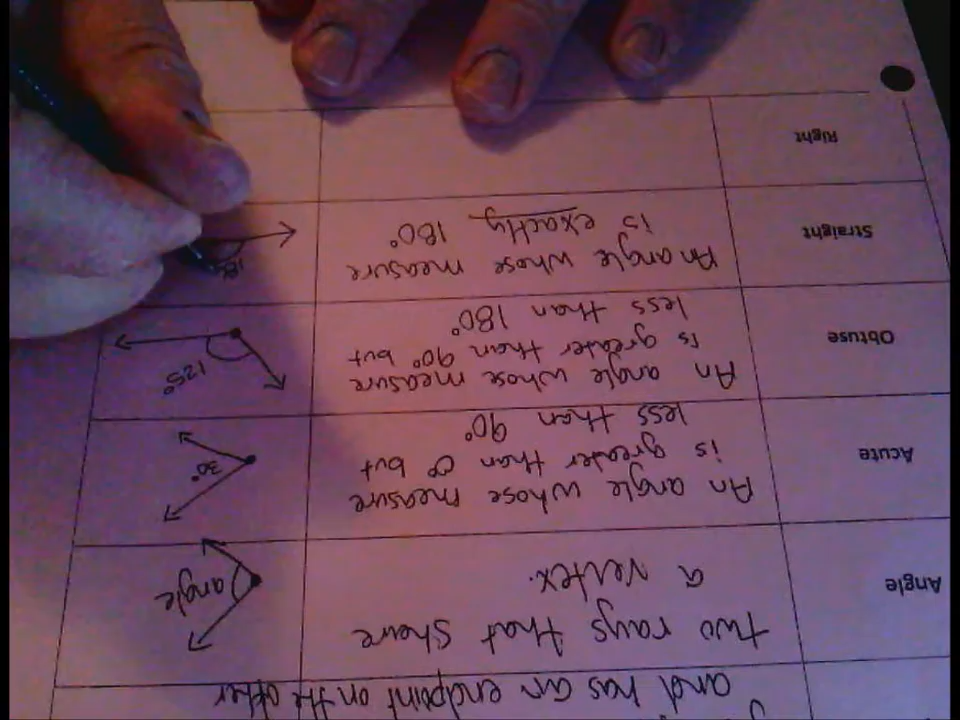 and has an endpoint on the other
Angle
two rays that share
a vertex.
angle
Acute
An angle whose measure
is greater than 0° but
less than 90°
30°
Obtuse
An angle whose measure
is greater than 90° but
less than 180°
125°
Straight
An angle whose measure
is exactly 180°
Right